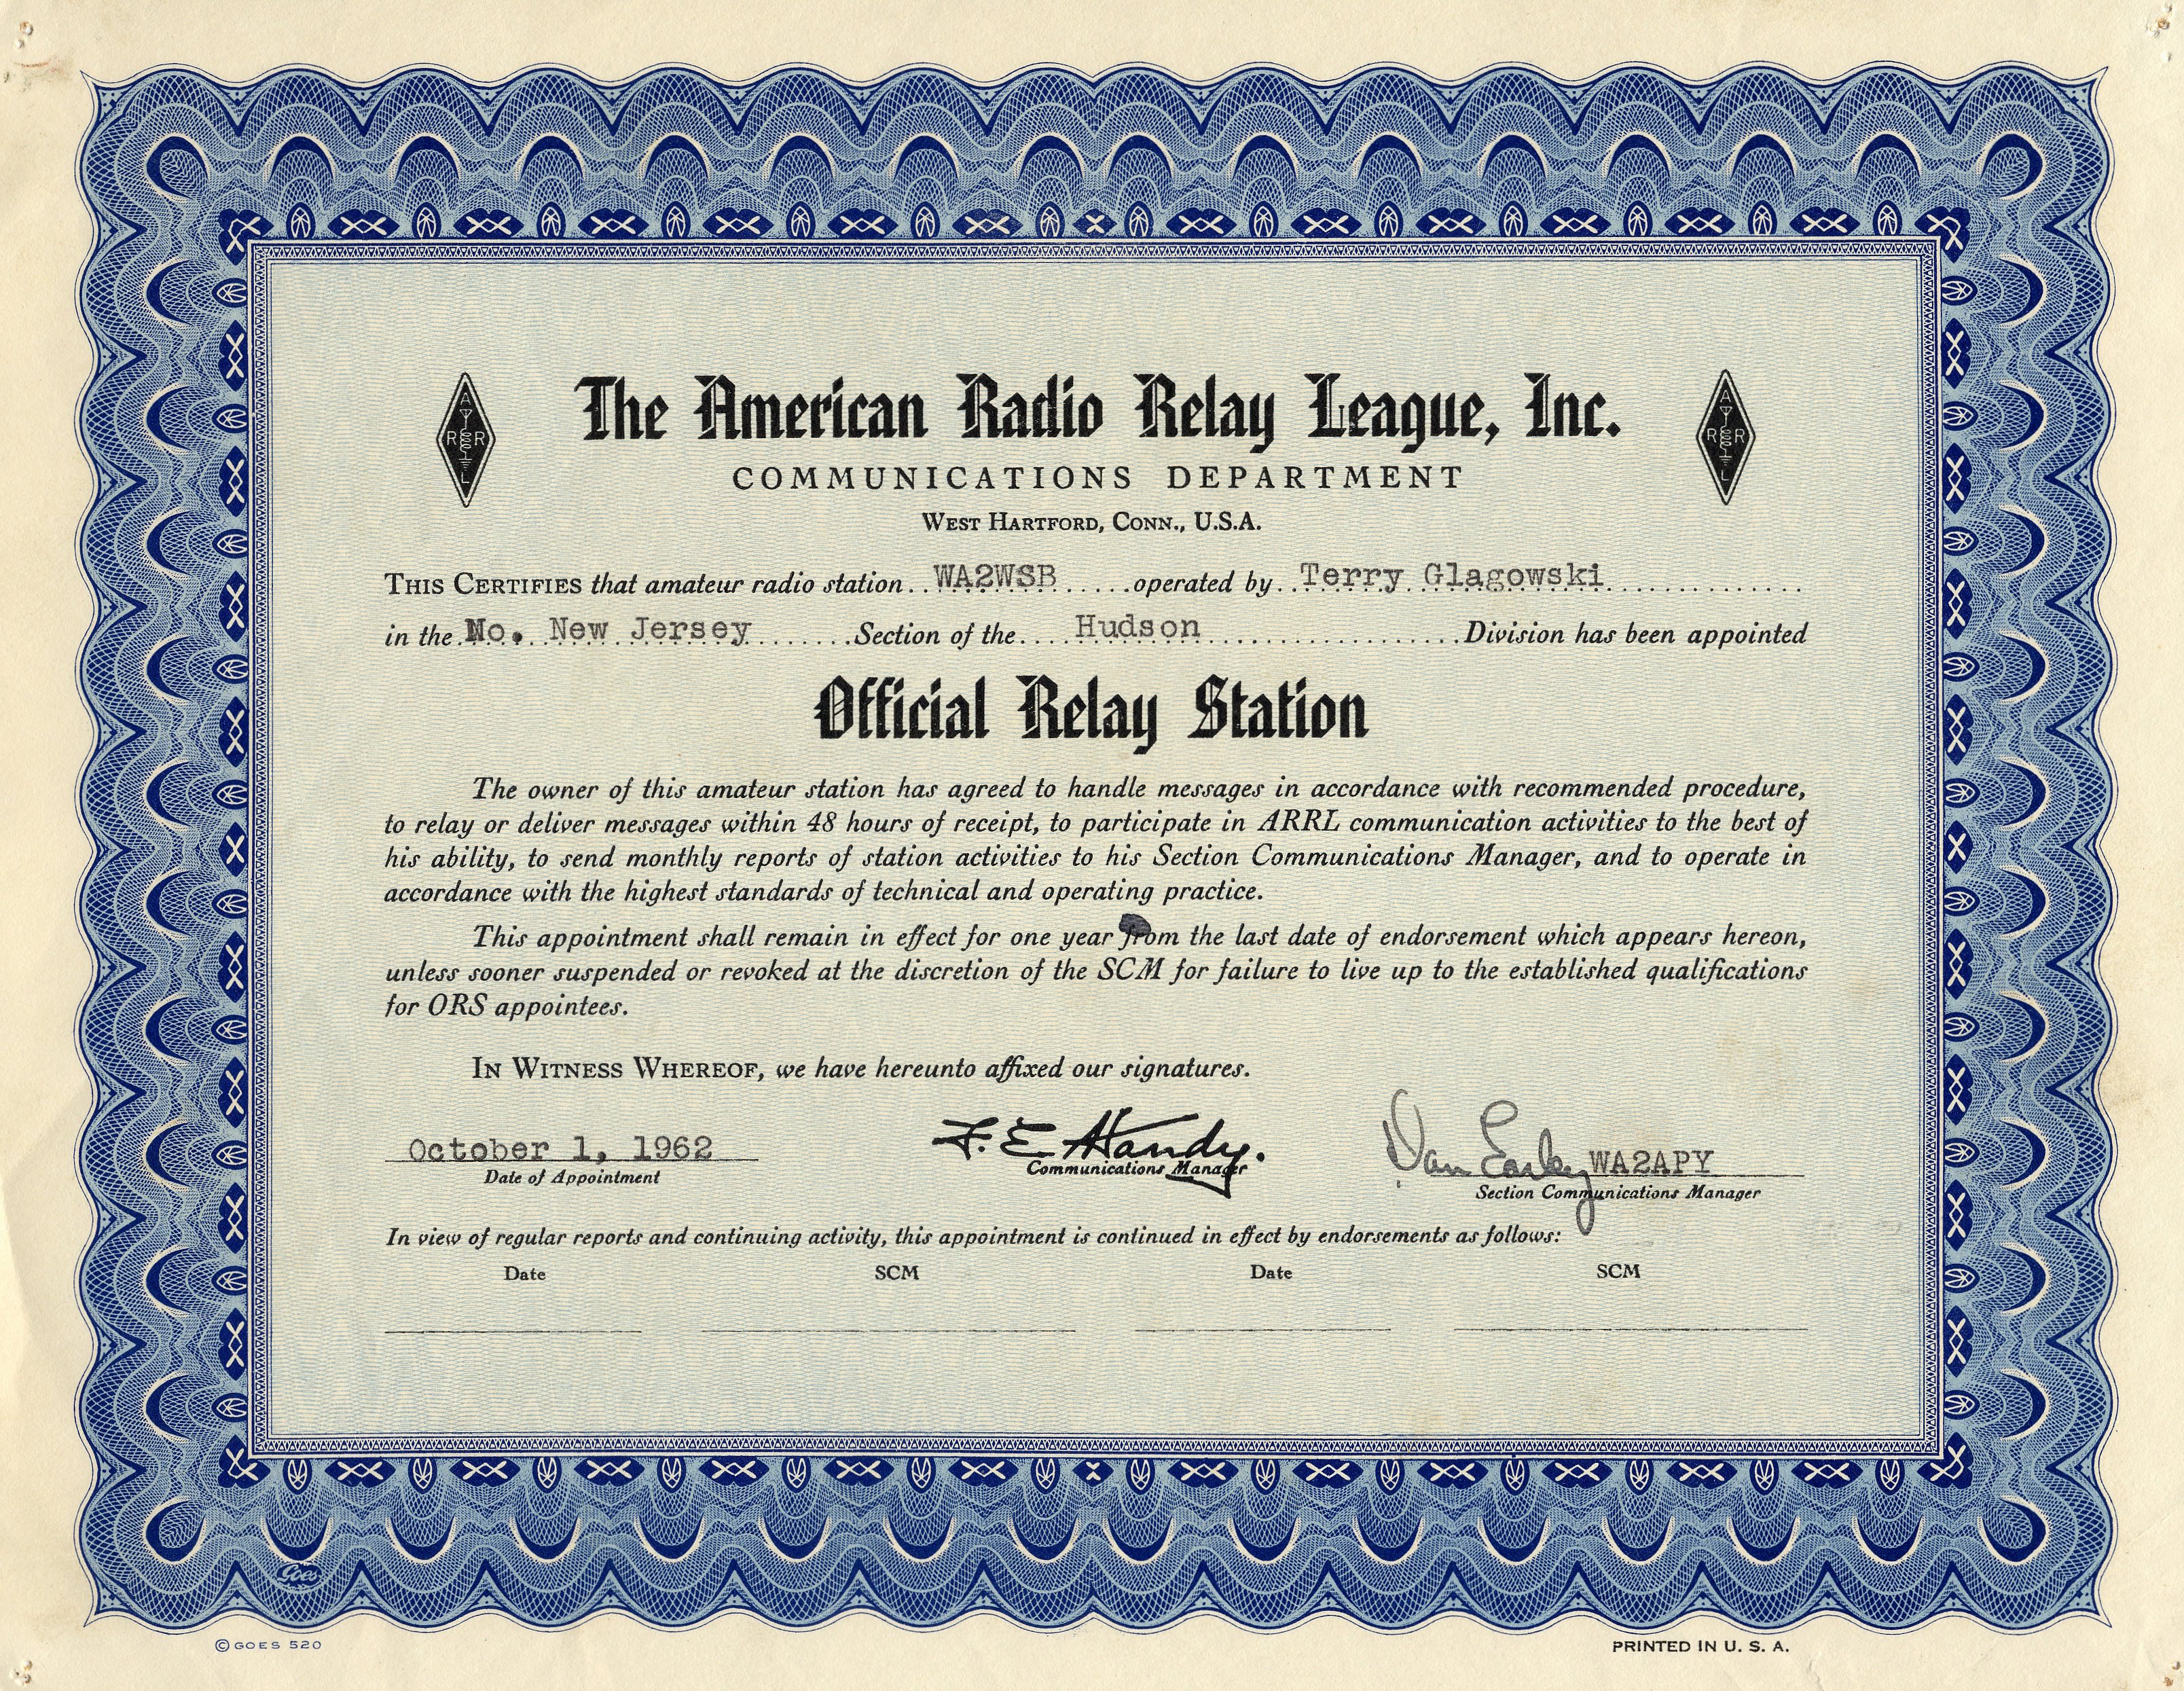 The American Radio Relay League, Inc.
A
R R
L
A
R R
L
COMMUNICATIONS DEPARTMENT
WEST HARTFORD, CONN., U.S.A.
THIS CERTIFIES that amateur radio station..WA2WSB......operated by..Terry Glagowski............
in the.No. New Jersey........Section of the....Hudson....................Division has been appointed
Official Relay Station
The owner of this amateur station has agreed to handle messages in accordance with recommended procedure,
to relay or deliver messages within 48 hours of receipt, to participate in ARRL communication activities to the best of
his ability, to send monthly reports of station activities to his Section Communications Manager, and to operate in
accordance with the highest standards of technical and operating practice.
This appointment shall remain in effect for one year from the last date of endorsement which appears hereon,
unless sooner suspended or revoked at the discretion of the SCM for failure to live up to the established qualifications
for ORS appointees.
IN WITNESS WHEREOF, we have hereunto affixed our signatures.
October 1, 1962 F. E. Handy. Dan Earley WA2APY
Date of Appointment Communications Manager Section Communications Manager
In view of regular reports and continuing activity, this appointment is continued in effect by endorsements as follows:
Date SCM Date SCM
Goes
© GOES 520 PRINTED IN U. S. A.